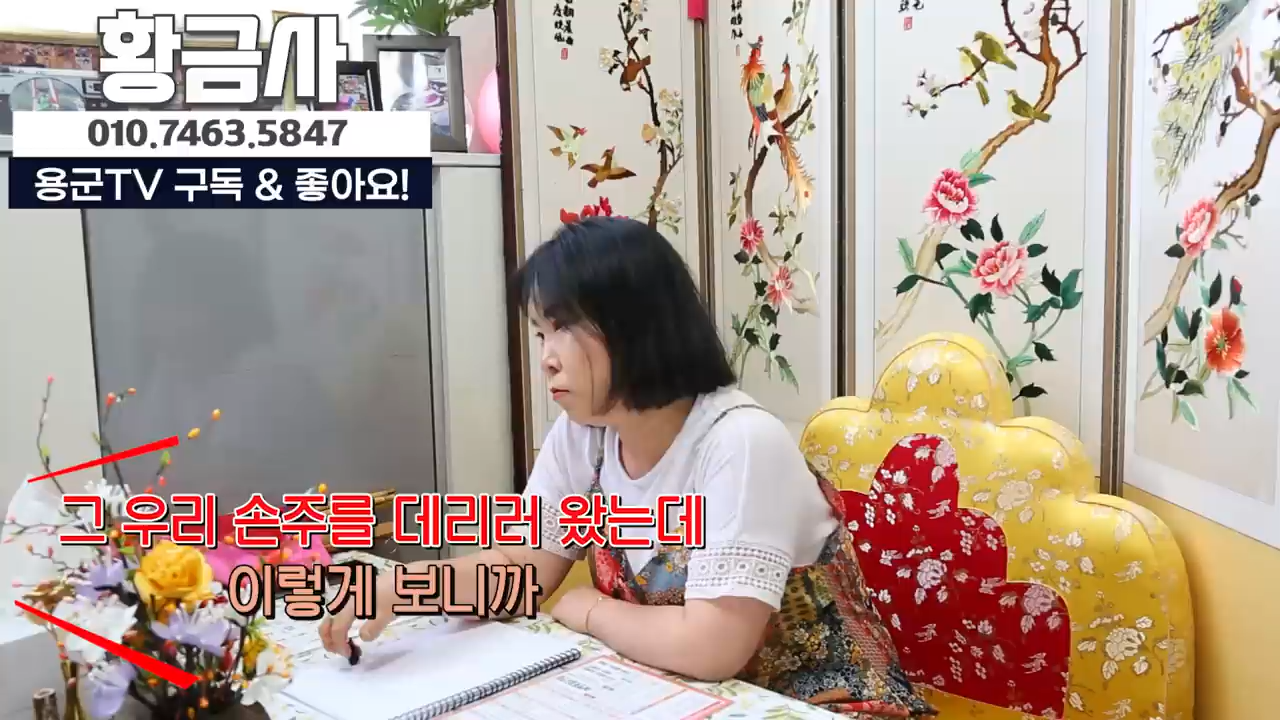 황금사
010.7463.5847
용군TV 구독 & 좋아요!
그 우리 손주를 데리러 왔는데
이렇게 보니까